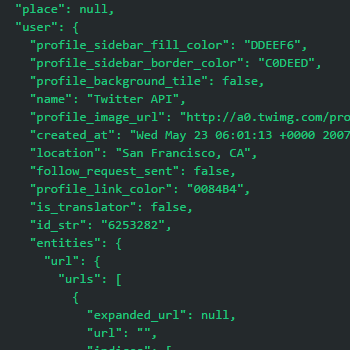 "place": null,
"user": {
"profile_sidebar_fill_color": "DDEEF6",
"profile_sidebar_border_color": "C0DEED",
"profile_background_tile": false,
"name": "Twitter API",
"profile_image_url": "http://a0.twimg.com/pro
"created_at": "Wed May 23 06:01:13 +0000 2007
"location": "San Francisco, CA",
"follow_request_sent": false,
"profile_link_color": "0084B4",
"is_translator": false,
"id_str": "6253282",
"entities": {
"url": {
"urls": [
{
"expanded_url": null,
"url": "",
"indices": [